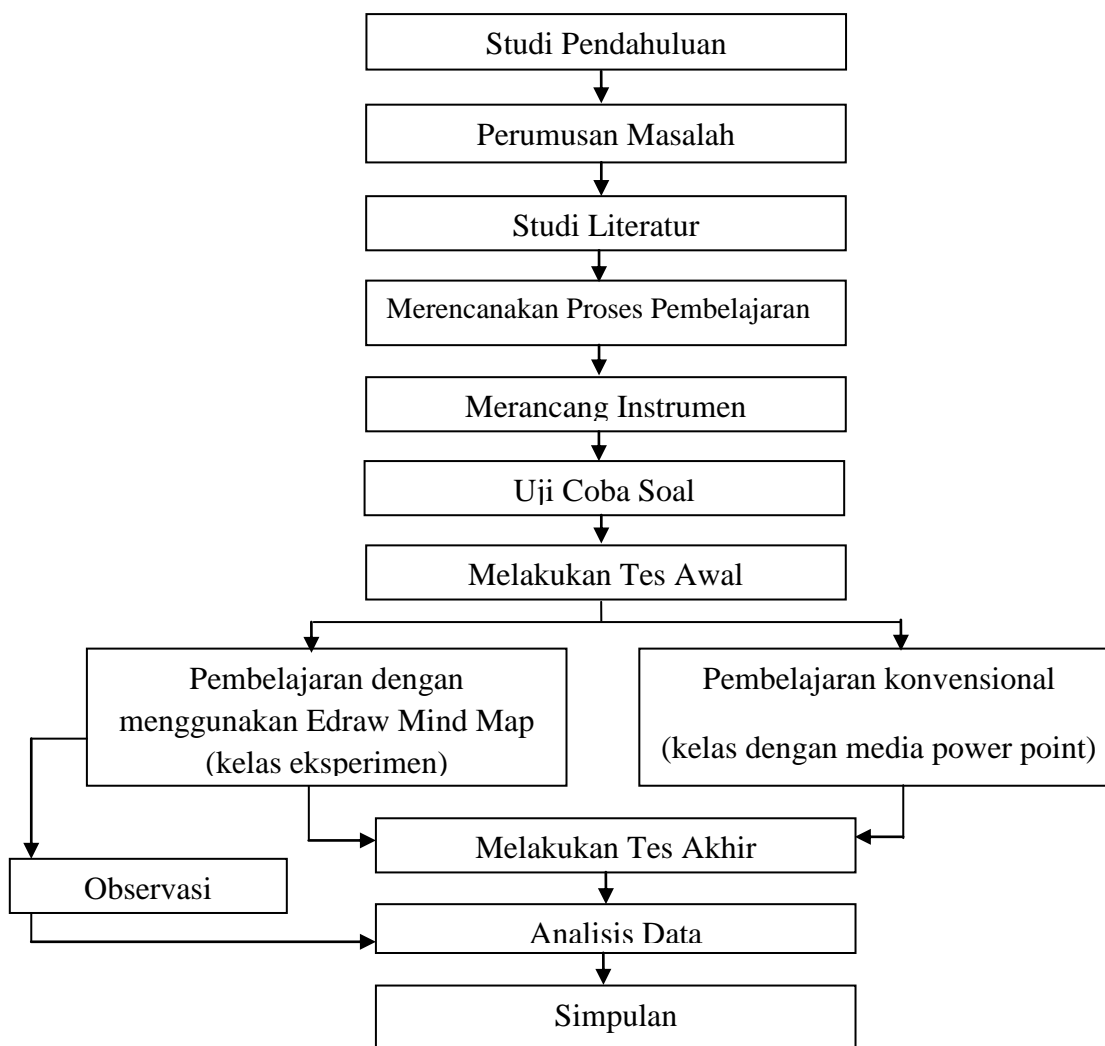 Studi Pendahuluan
Perumusan Masalah
Studi Literatur
Merencanakan Proses Pembelajaran
Merancang Instrumen
Uji Coba Soal
Melakukan Tes Awal
Pembelajaran dengan
menggunakan Edraw Mind Map
(kelas eksperimen)
Pembelajaran konvensional
(kelas dengan media power point)
Melakukan Tes Akhir
Observasi
Analisis Data
Simpulan